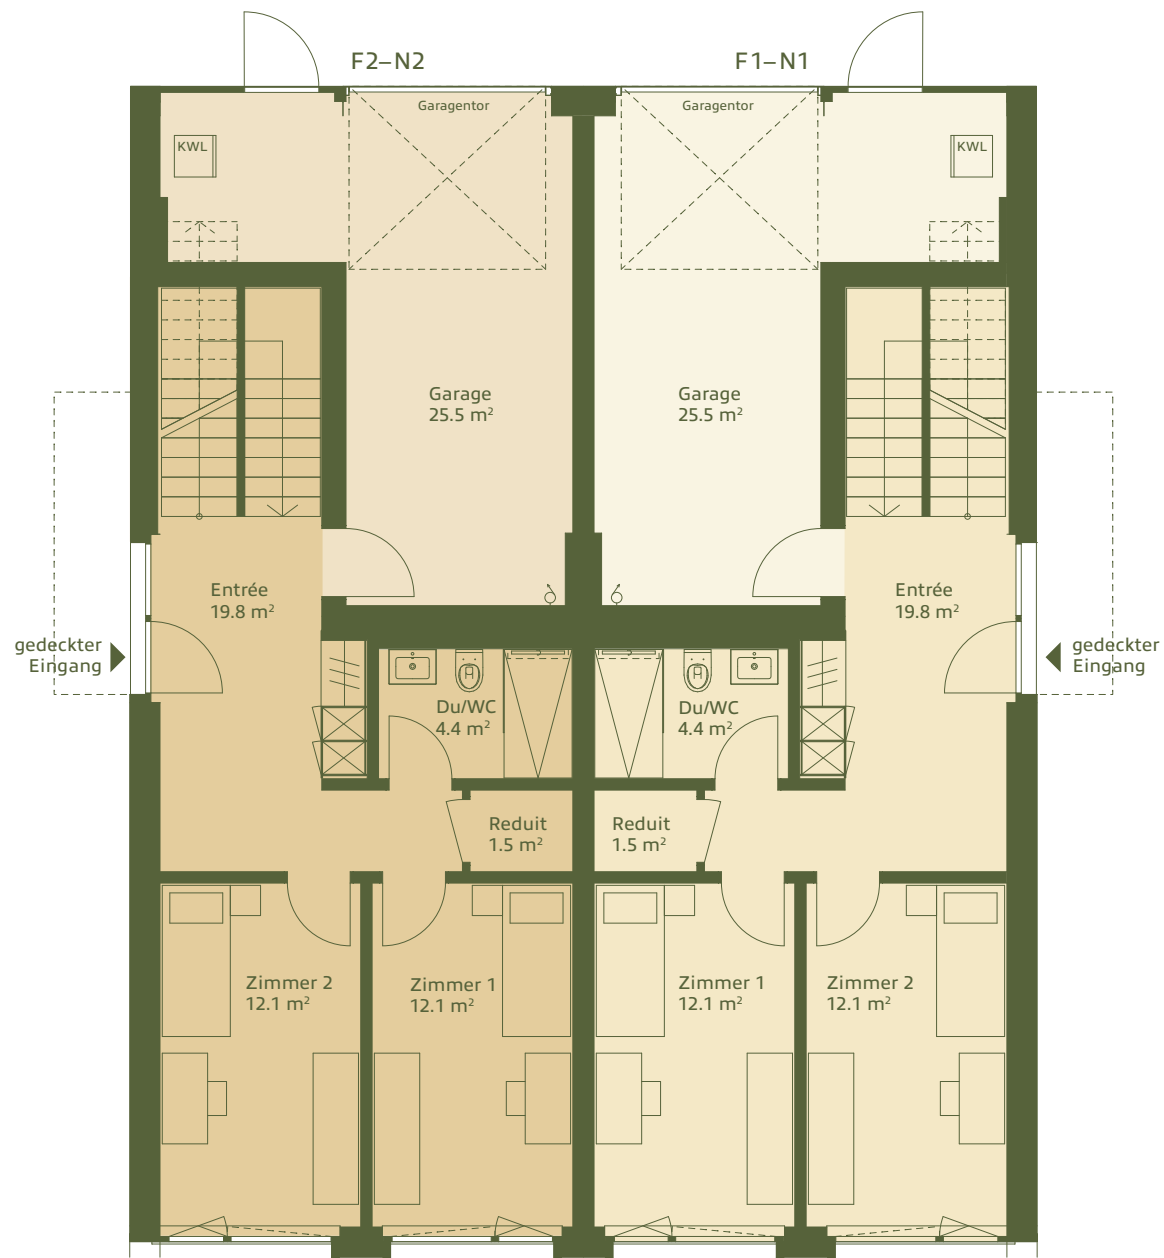 F2–N2
F1–N1
Garagentor
Garagentor
KWL
KWL
Garage
25.5 m²
Garage
25.5 m²
Entrée
19.8 m²
Entrée
19.8 m²
gedeckter
Eingang
gedeckter
Eingang
Du/WC
4.4 m²
Du/WC
4.4 m²
Reduit
1.5 m²
Reduit
1.5 m²
Zimmer 2
12.1 m²
Zimmer 1
12.1 m²
Zimmer 1
12.1 m²
Zimmer 2
12.1 m²